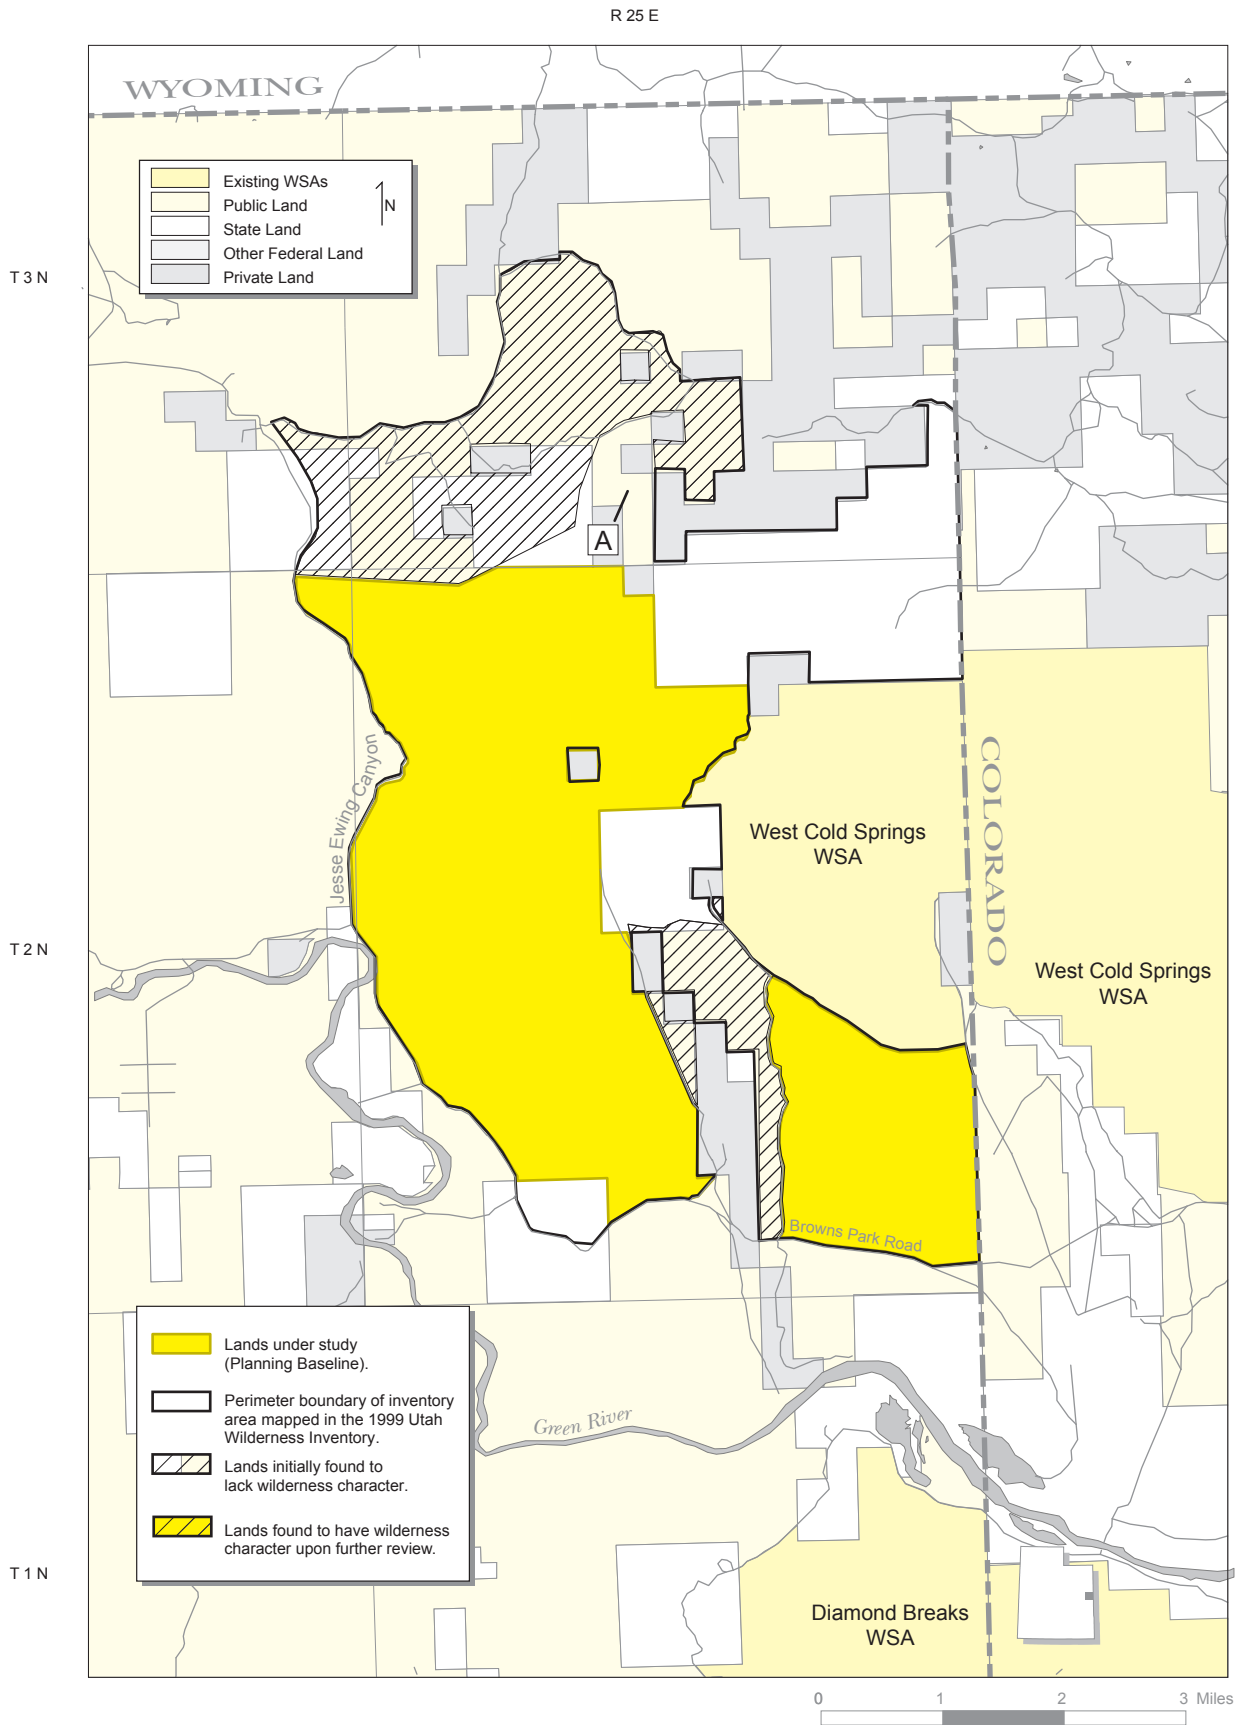 R 25 E
WYOMING
Existing WSAs
Public Land
State Land
Other Federal Land
Private Land
N
T 3 N
A
COLORADO
Jesse Ewing Canyon
West Cold Springs
WSA
T 2 N
West Cold Springs
WSA
Browns Park Road
Lands under study
(Planning Baseline).
Perimeter boundary of inventory
area mapped in the 1999 Utah
Wilderness Inventory.
Lands initially found to
lack wilderness character.
Lands found to have wilderness
character upon further review.
Green River
T 1 N
Diamond Breaks
WSA
0 1 2 3 Miles